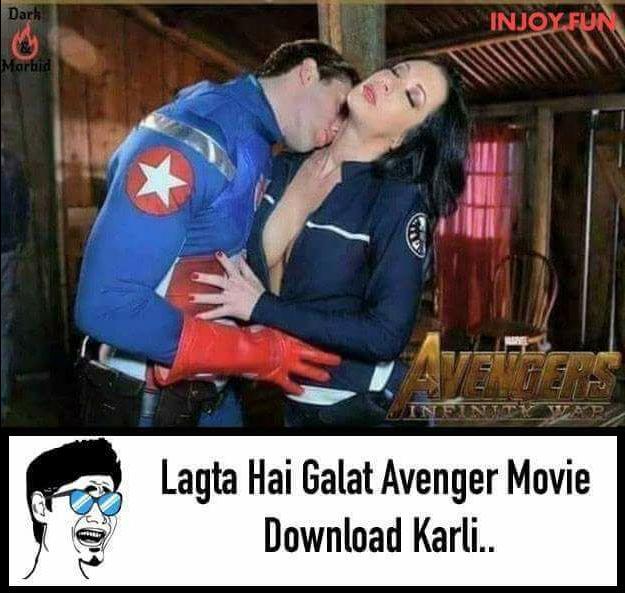 Dark
&
Morbid
INJOY.FUN
MARVEL
AVENGERS
INFINITY WAR
Lagta Hai Galat Avenger Movie
Download Karli..